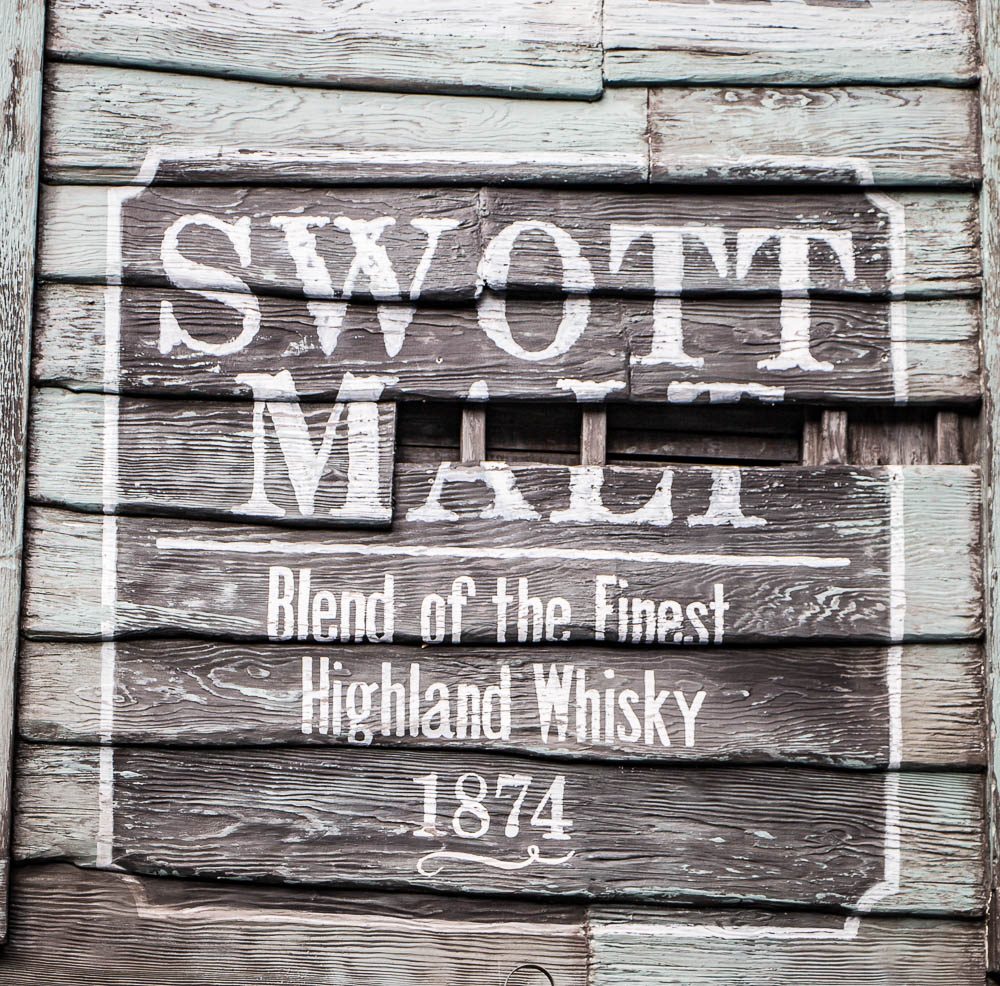 SWOTT
MALT
Blend of the Finest
Highland Whisky
1874